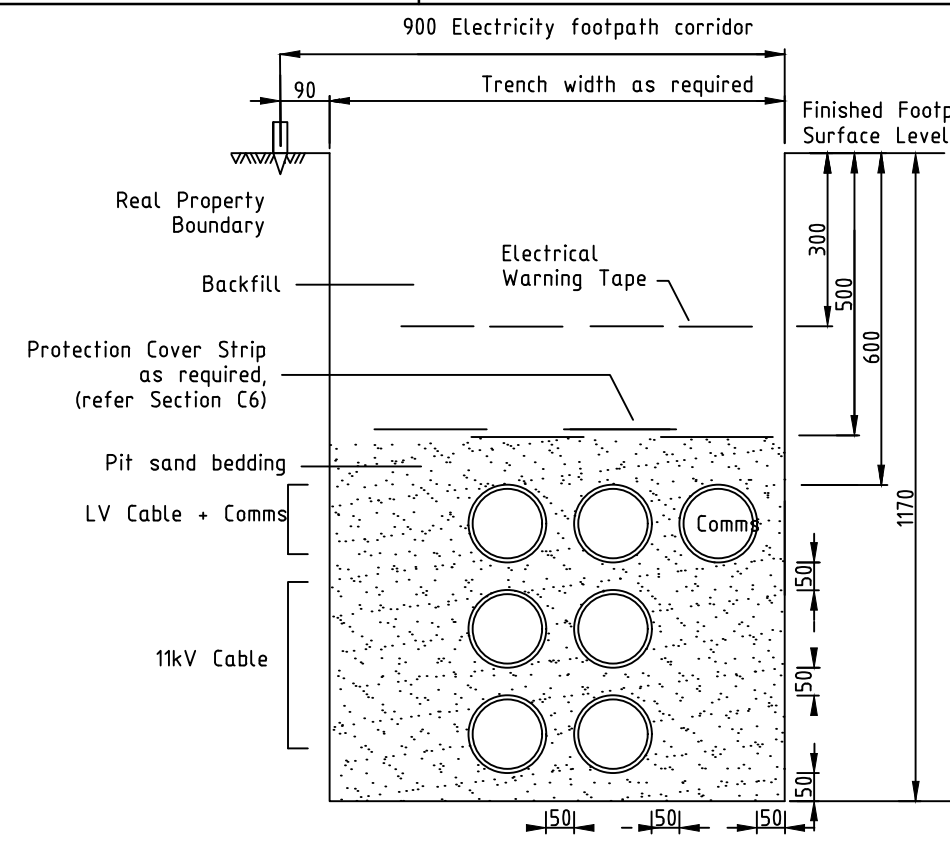 900 Electricity footpath corridor
90
Trench width as required
Finished
Surface
Level
Real Property
Boundary
300
Electrical
Warning Tape
Backfill
500
600
Protection Cover Strip
as required,
(refer Section C6)
Pit sand bedding
LV Cable + Comms
Comms
1170
50
11kV Cable
50
50
50
50
50